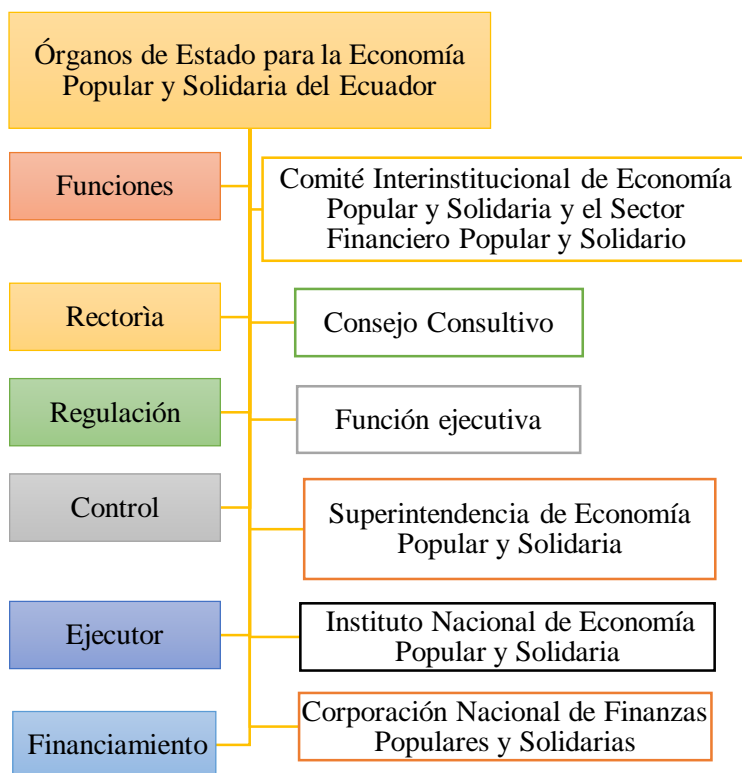 Órganos de Estado para la Economía
Popular y Solidaria del Ecuador
Funciones
Comité Interinstitucional de Economía
Popular y Solidaria y el Sector
Financiero Popular y Solidario
Rectorìa
Consejo Consultivo
Regulación
Función ejecutiva
Control
Superintendencia de Economía
Popular y Solidaria
Ejecutor
Instituto Nacional de Economía
Popular y Solidaria
Financiamiento
Corporación Nacional de Finanzas
Populares y Solidarias